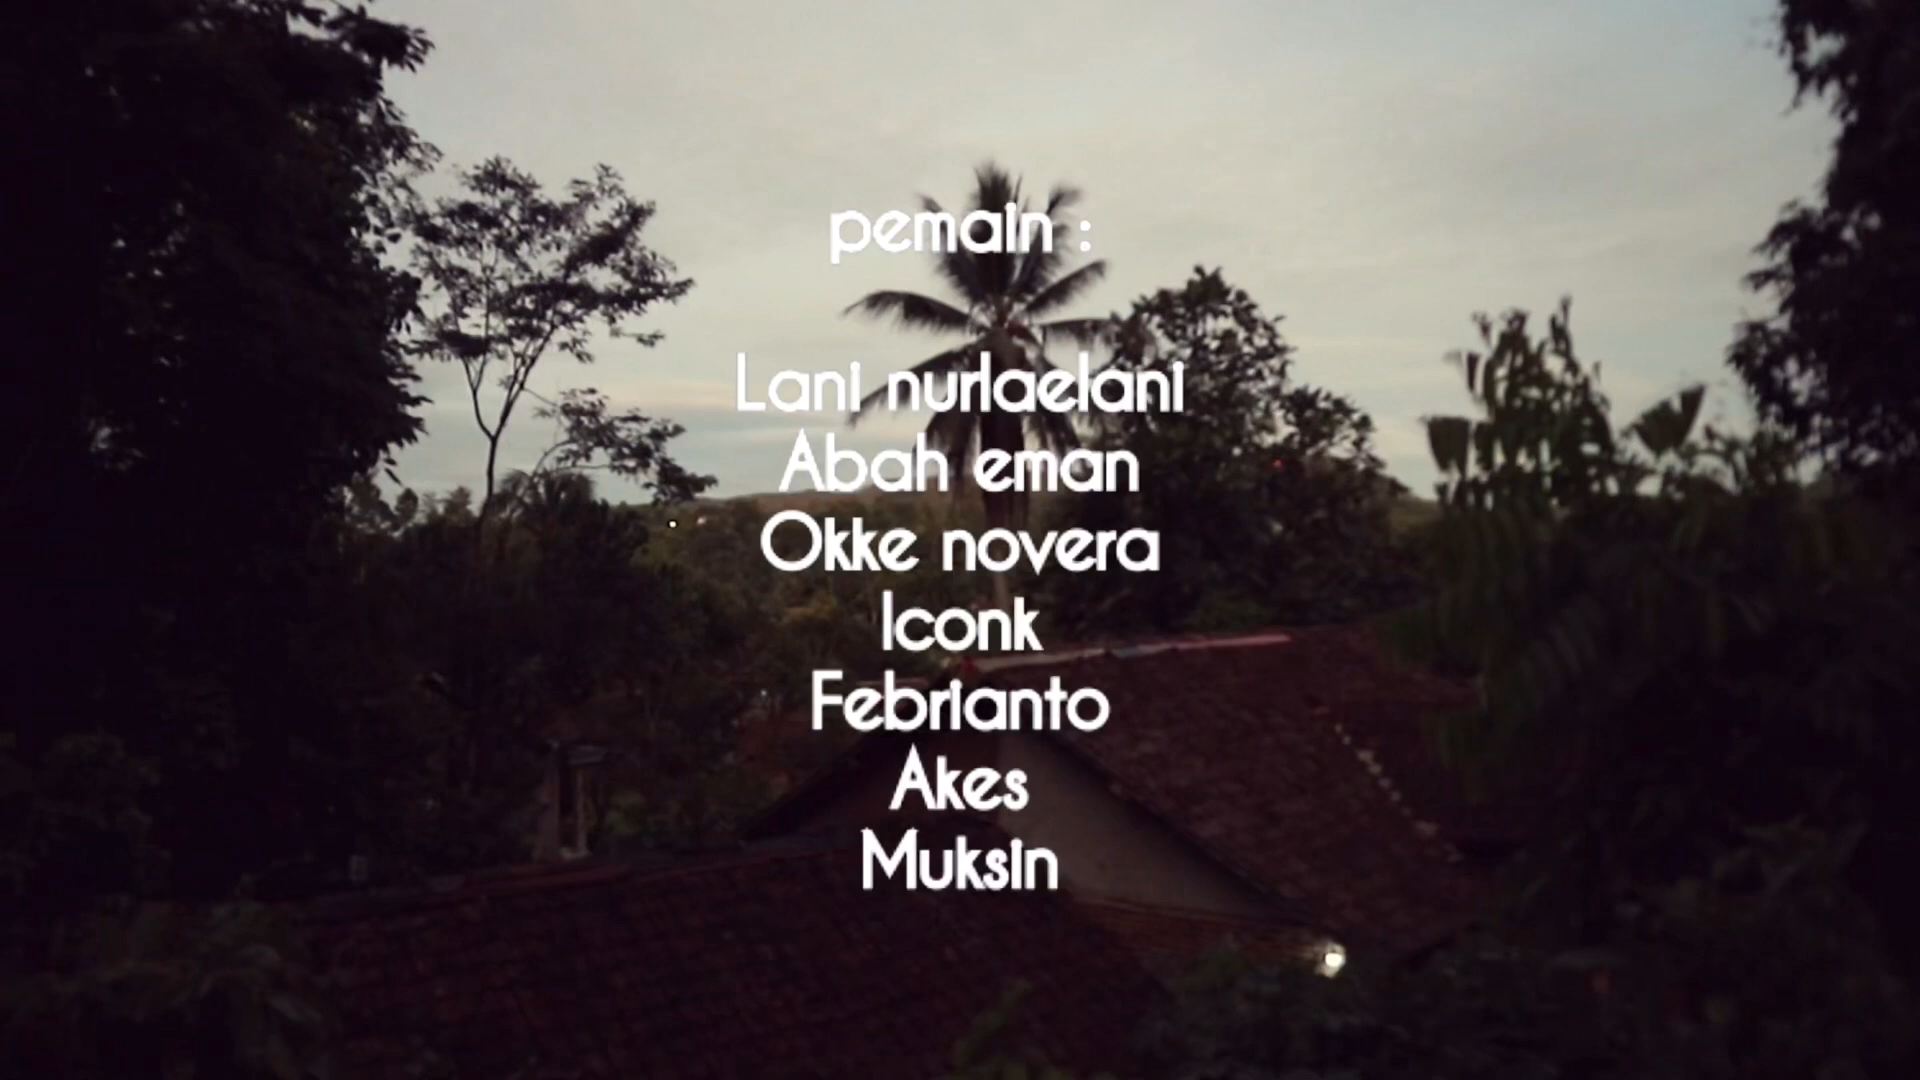 pemain :
Lani nurlaelani
Abah eman
Okke novera
Iconk
Febrianto
Akes
Muksin